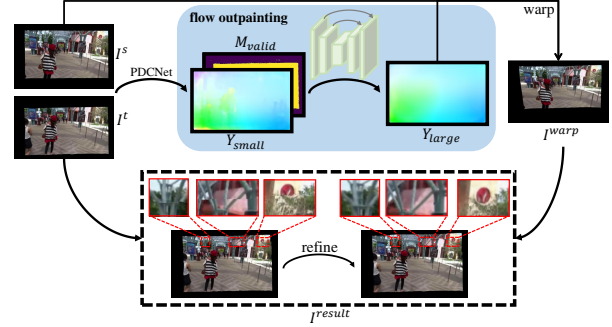 warp
flow outpainting
M_valid
I^s
PDCNet
I^t
Y_small
Y_large
I^warp
refine
I^result